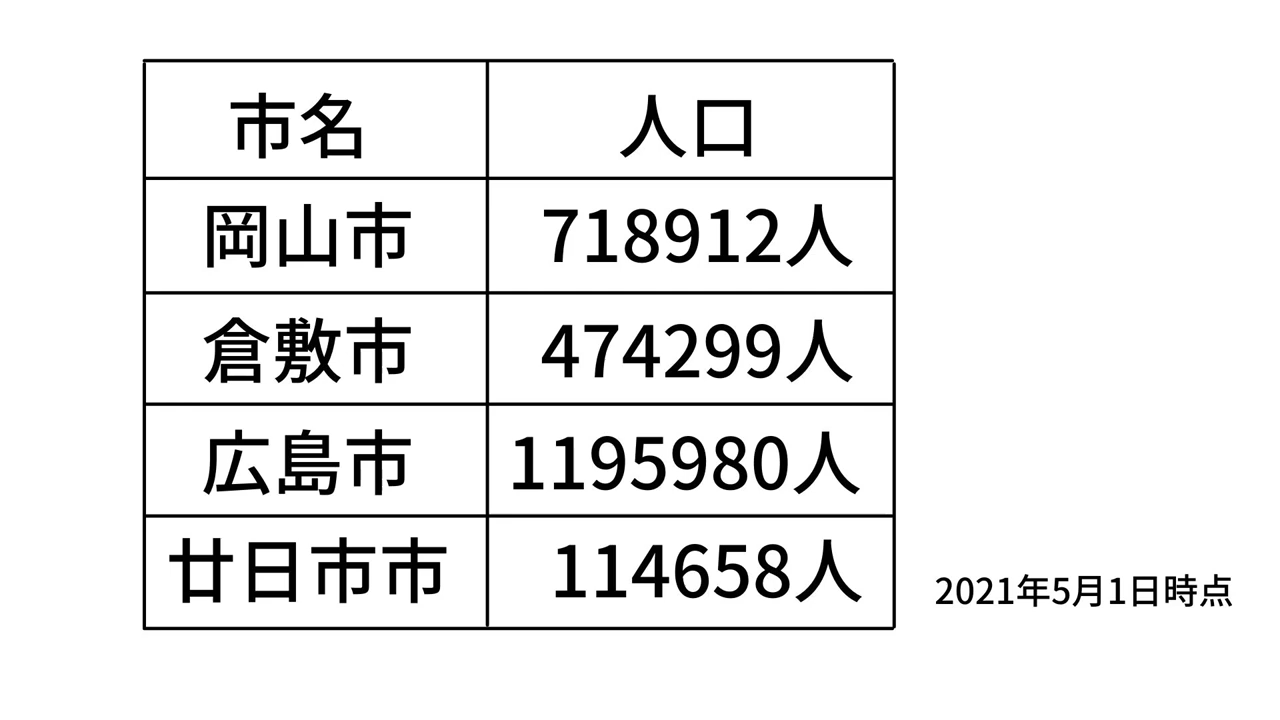 市名 人口
岡山市 718912人
倉敷市 474299人
広島市 1195980人
廿日市市 114658人
2021年5月1日時点